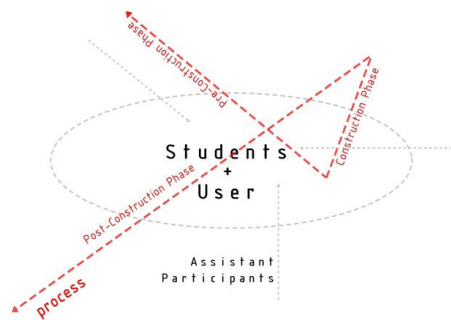 Pre-Construction Phase
Construction Phase
Students
+
User
Post-Construction Phase
Assistant
Participants
process